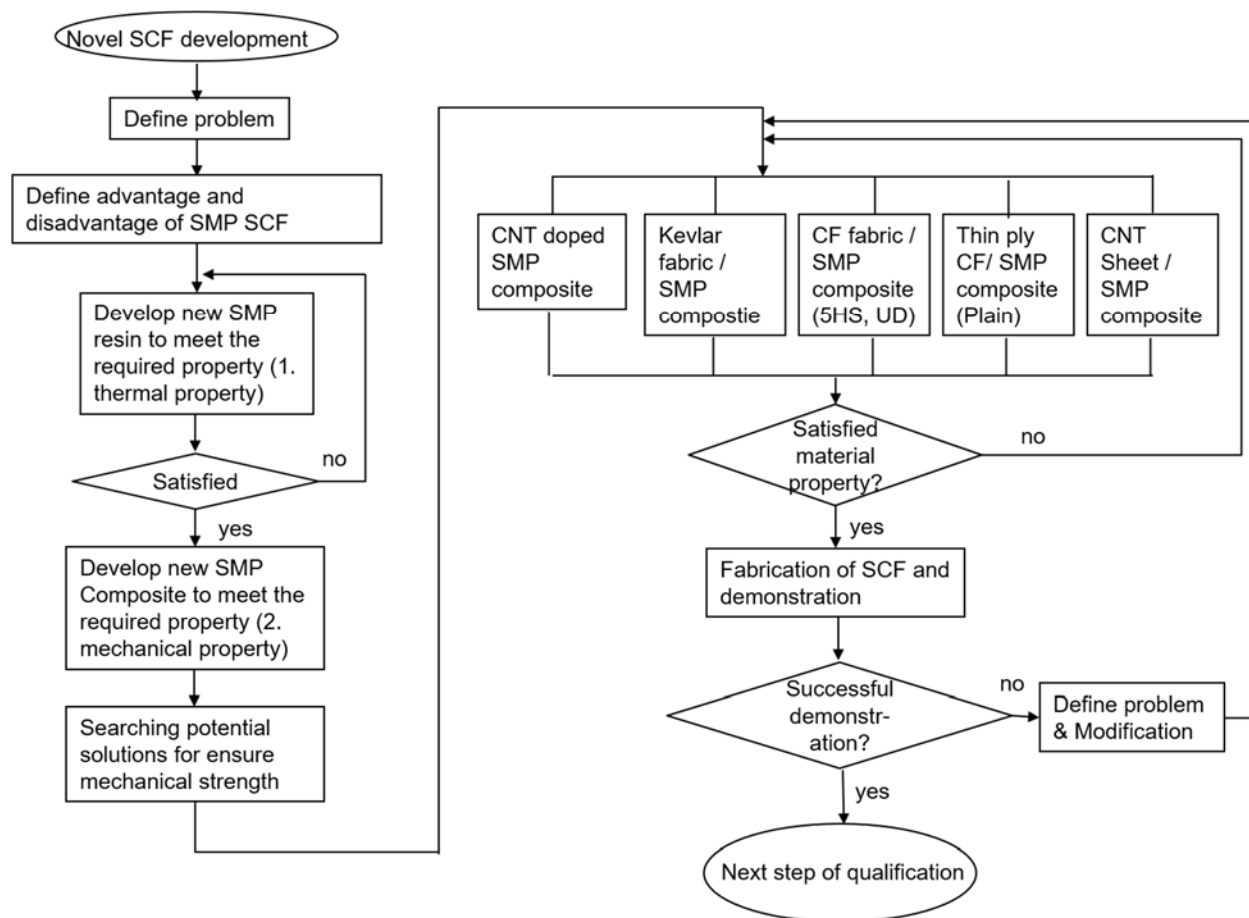 Novel SCF development
Define problem
Define advantage and
disadvantage of SMP SCF
Develop new SMP
resin to meet the
required property (1.
thermal property)
Satisfied
no
yes
Develop new SMP
Composite to meet the
required property (2.
mechanical property)
Searching potential
solutions for ensure
mechanical strength
CNT doped
SMP
composite
Kevlar
fabric /
SMP
compostie
CF fabric /
SMP
composite
(5HS, UD)
Thin ply
CF/ SMP
composite
(Plain)
CNT
Sheet /
SMP
composite
Satisfied
material
property?
no
yes
Fabrication of SCF and
demonstration
Successful
demonstr-
ation?
no
Define problem
& Modification
yes
Next step of qualification